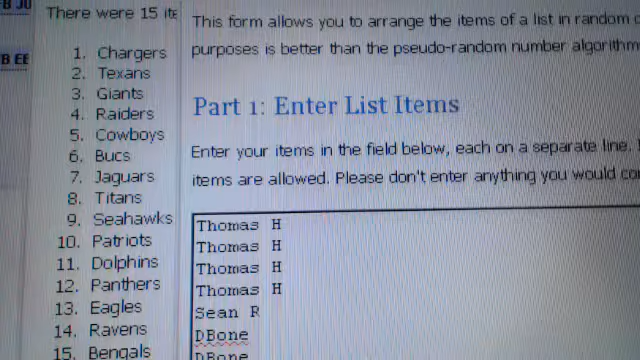 There were 15
1. Chargers
2. Texans
3. Giants
4. Raiders
5. Cowboys
6. Bucs
7. Jaguars
8. Titans
9. Seahawks
10. Patriots
11. Dolphins
12. Panthers
13. Eagles
14. Ravens
15. Bengals
This form allows you to arrange the items of a list in random
purposes is better than the pseudo-random number algorithm
Part 1: Enter List Items
Enter your items in the field below, each on a separate line.
items are allowed. Please don't enter anything you would
Thomas H
Thomas H
Thomas H
Thomas H
Sean R
DBone
DBone